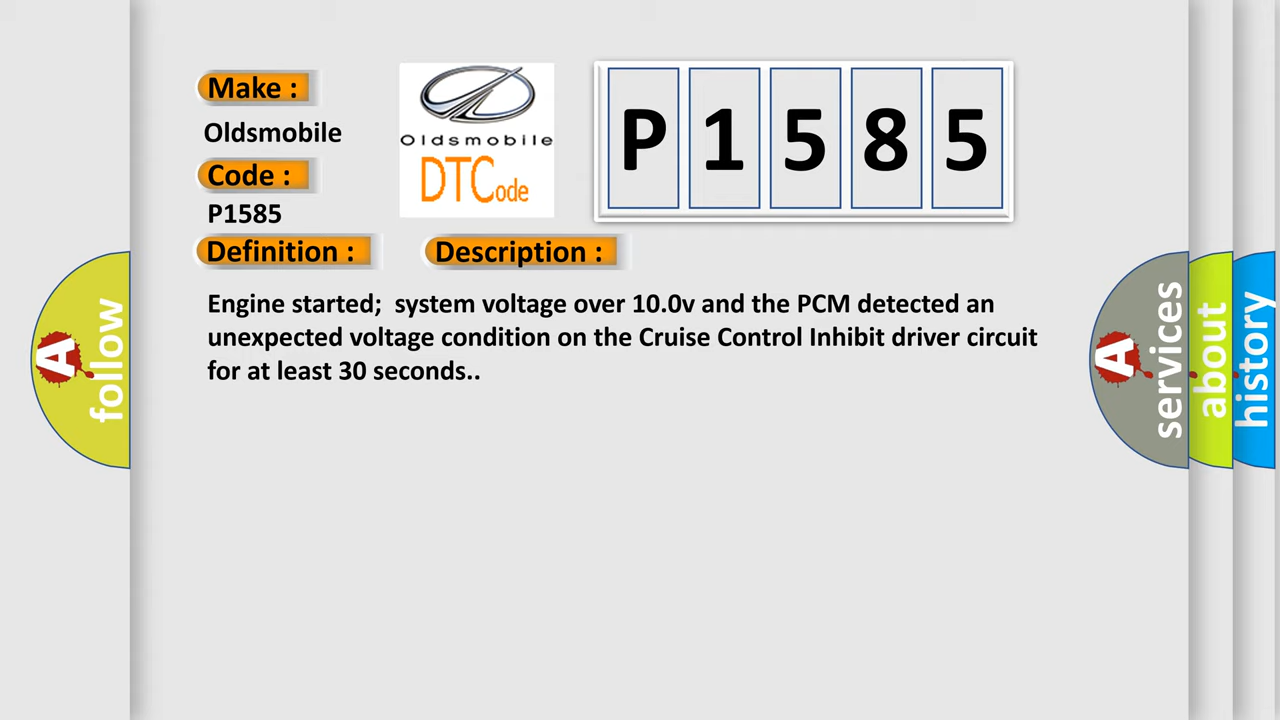 Make :
Oldsmobile
Code :
P1585
Oldsmobile
DTCode
P 1 5 8 5
Definition :
Description :
Engine started;  system voltage over 10.0v and the PCM detected an
unexpected voltage condition on the Cruise Control Inhibit driver circuit
for at least 30 seconds..
A follow
A services
about
history